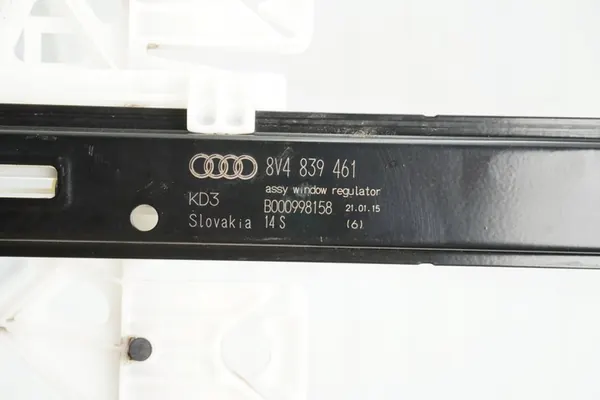 8V4 839 461
assy window regulator
KD3 B000998158 21.01.15
Slovakia 14 S (6)